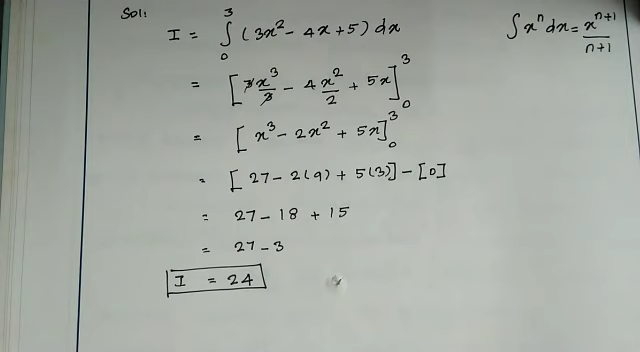 Sol:
I = ∫₀³ (3x² - 4x + 5) dx
∫ xⁿ dx = xⁿ⁺¹/n+1
= [3x³/3 - 4x²/2 + 5x]₀³
= [x³ - 2x² + 5x]₀³
= [27 - 2(9) + 5(3)] - [0]
= 27 - 18 + 15
= 27 - 3
I = 24